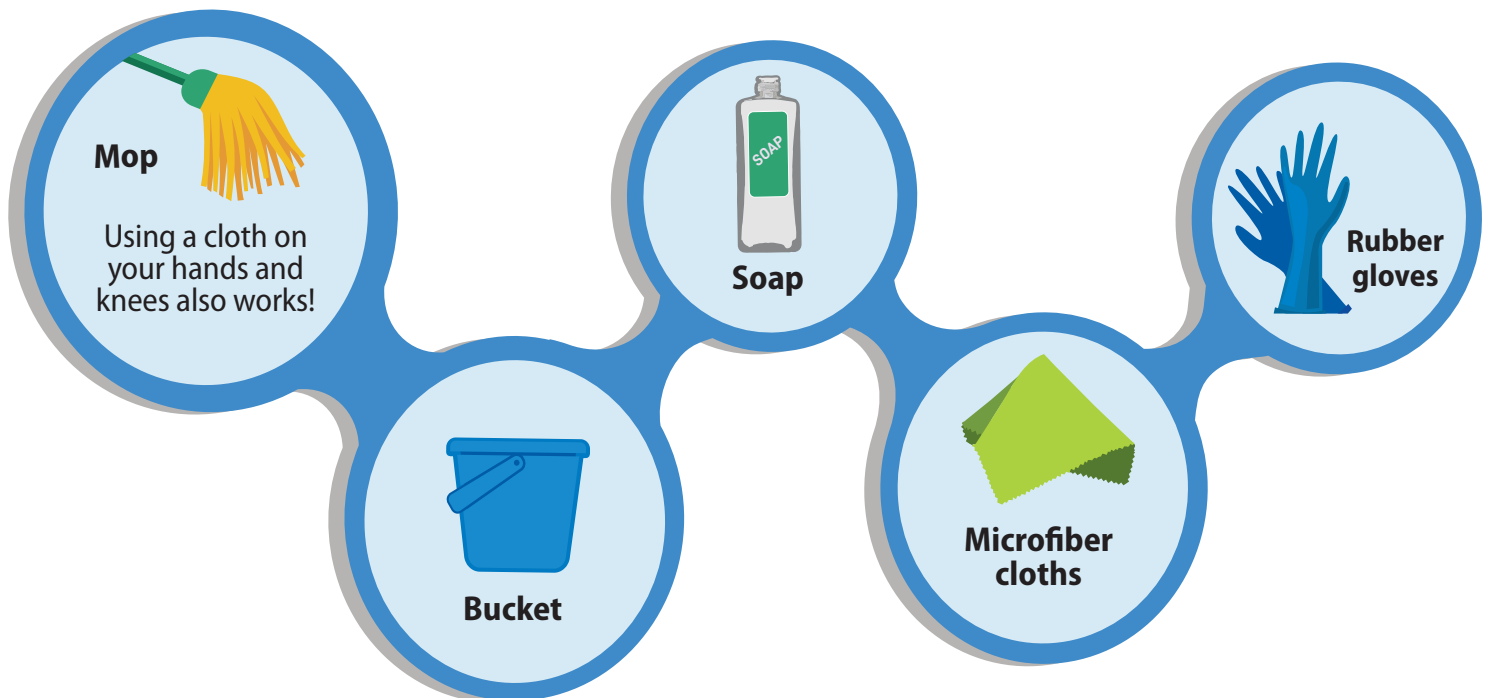 Mop
Using a cloth on
your hands and
knees also works!
Bucket
SOAP
Soap
Microfiber
cloths
Rubber
gloves